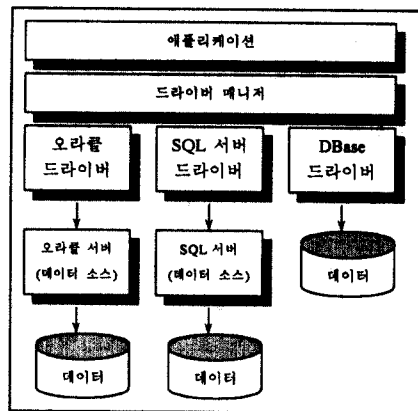 애플리케이션
드라이버 매니저
오라클
드라이버
SQL 서버
드라이버
DBase
드라이버
오라클 서버
(데이터 소스)
SQL 서버
(데이터 소스)
데이터
데이터
데이터